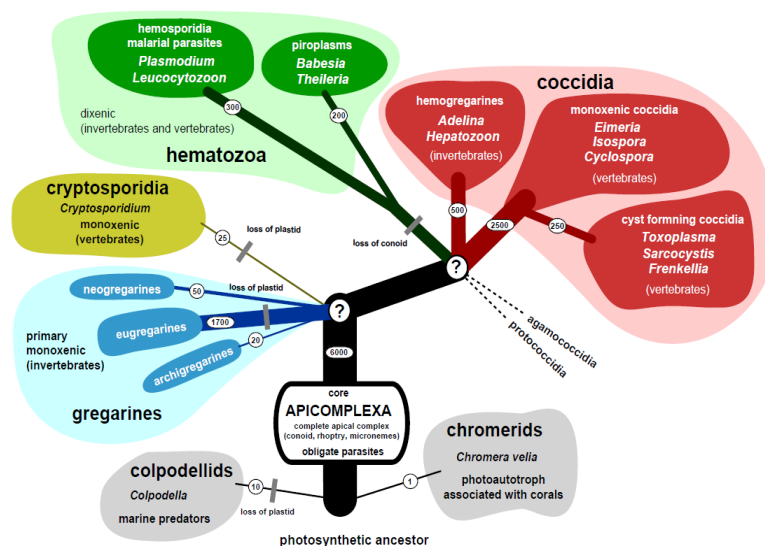 hemosporidia
malarial parasites
Plasmodium
Leucocytozoon
piroplasms
Babesia
Theileria
300
200
dixenic
(invertebrates and vertebrates)
hematozoa
coccidia
hemogregarines
Adelina
Hepatozoon
(invertebrates)
monoxenic coccidia
Eimeria
Isospora
Cyclospora
(vertebrates)
500
2500
250
cyst formning coccidia
Toxoplasma
Sarcocystis
Frenkellia
(vertebrates)
cryptosporidia
Cryptosporidium
monoxenic
(vertebrates)
25
loss of plastid
loss of conoid
?
agamococcidia
protococcidia
neogregarines
50
loss of plastid
?
eugregarines
1700
primary
monoxenic
(invertebrates)
archigregarines
20
gregarines
6000
core
APICOMPLEXA
complete apical complex
(conoid, rhoptry, micronemes)
obligate parasites
colpodellids
Colpodella
marine predators
10
loss of plastid
1
chromerids
Chromera velia
photoautotroph
associated with corals
photosynthetic ancestor